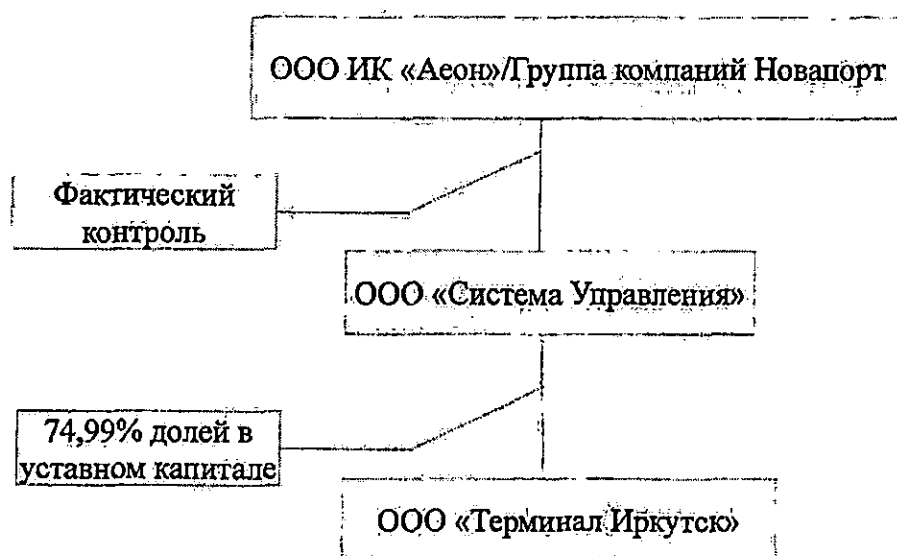 ООО ИК «Аеон»/Группа компаний Новапорт
Фактический
контроль
ООО «Система Управления»
74,99% долей в
уставном капитале
ООО «Терминал Иркутск»